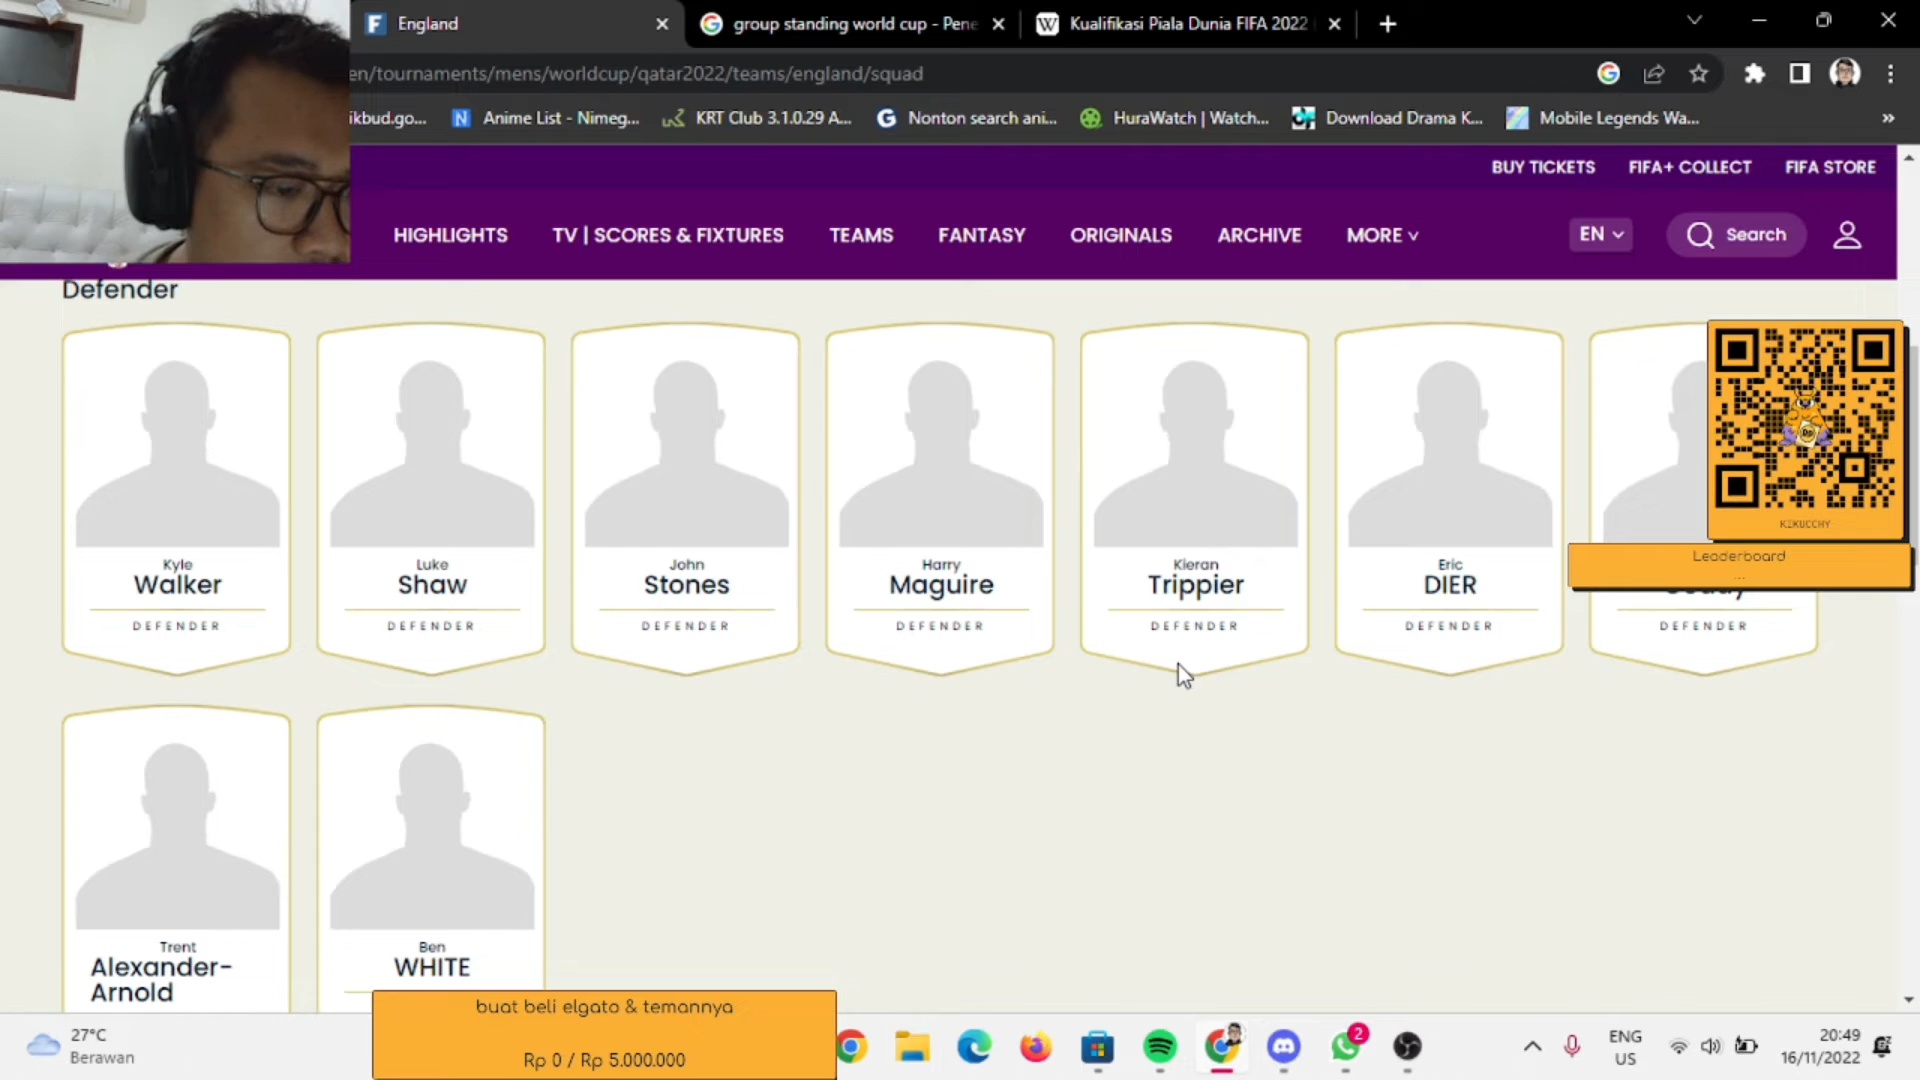 England
group standing world cup - Pene
Kualifikasi Piala Dunia FIFA 2022
en/tournaments/mens/worldcup/qatar2022/teams/england/squad
ikbud.go...
Anime List - Nimeg...
KRT Club 3.1.0.29 A...
Nonton search ani...
HuraWatch | Watch...
Download Drama K...
Mobile Legends Wa...
BUY TICKETS
FIFA+ COLLECT
FIFA STORE
HIGHLIGHTS
TV | SCORES & FIXTURES
TEAMS
FANTASY
ORIGINALS
ARCHIVE
MORE
EN
Search
Defender
Kyle
Walker
DEFENDER
Luke
Shaw
DEFENDER
John
Stones
DEFENDER
Harry
Maguire
DEFENDER
Kieran
Trippier
DEFENDER
Eric
DIER
DEFENDER
DEFENDER
KIKUCCHY
Leaderboard
...
Trent
Alexander-
Arnold
Ben
WHITE
buat beli elgato & temannya
Rp 0 / Rp 5.000.000
27°C
Berawan
2
ENG
US
20:49
16/11/2022